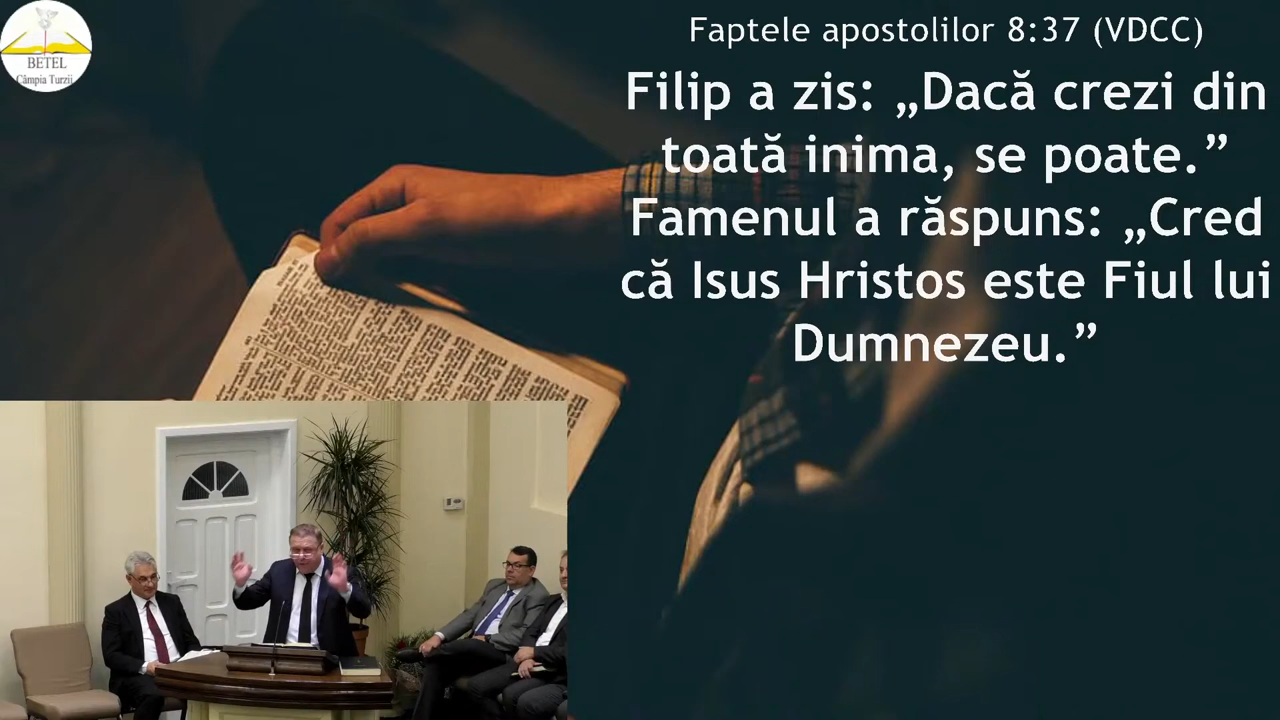 BETEL
Câmpia Turzii
Faptele apostolilor 8:37 (VDCC)
Filip a zis: „Dacă crezi din
toată inima, se poate.”
Famenul a răspuns: „Cred
că Isus Hristos este Fiul lui
Dumnezeu.”